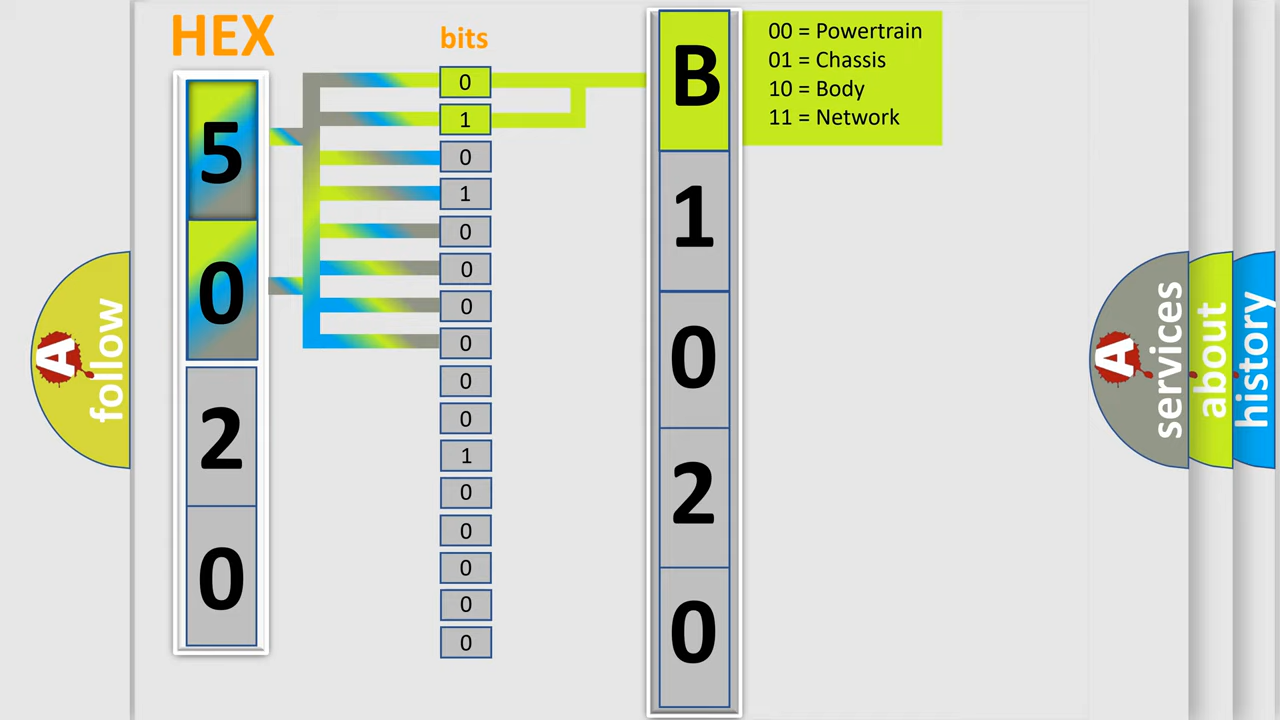 HEX
bits
5
0
2
0
0
1
0
1
0
0
0
0
0
0
1
0
0
0
0
0
B
1
0
2
0
00 = Powertrain
01 = Chassis
10 = Body
11 = Network
A
follow
A
services
about
history